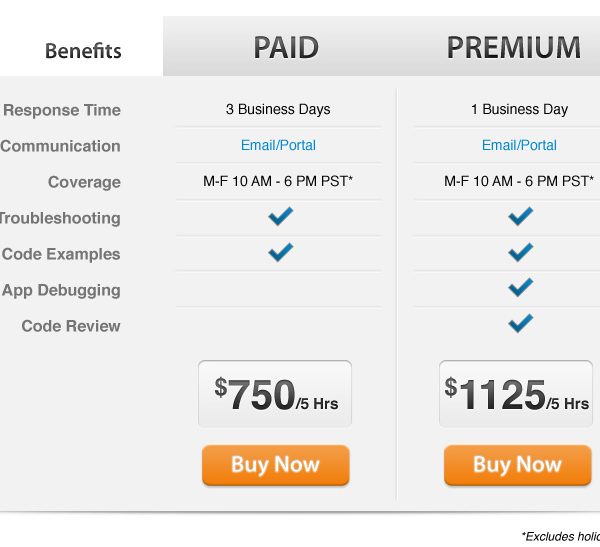 Benefits PAID PREMIUM
Response Time 3 Business Days 1 Business Day
Communication Email/Portal Email/Portal
Coverage M-F 10 AM - 6 PM PST* M-F 10 AM - 6 PM PST*
Troubleshooting
Code Examples
App Debugging
Code Review
$750/5 Hrs $1125/5 Hrs
Buy Now Buy Now
*Excludes